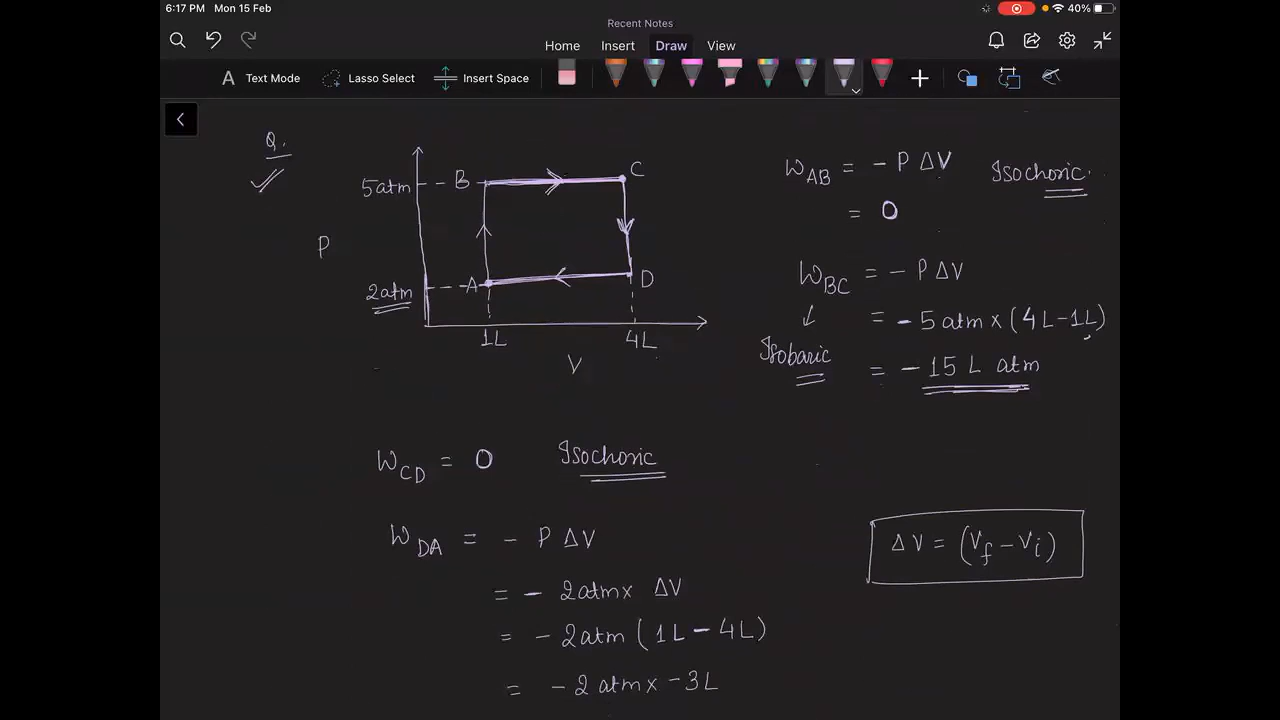 6:17 PM Mon 15 Feb
40%
Recent Notes
Home Insert Draw View
Text Mode Lasso Select Insert Space
Q.
5atm B C
P
2atm A D
1L 4L
V
W_AB = - P ΔV Isochoric
= 0
W_BC = - P ΔV
= - 5 atm x (4L-1L)
Isobaric
= - 15 L atm
W_CD = 0 Isochoric
W_DA = - P ΔV
= - 2atm x ΔV
= - 2atm (1L - 4L)
= - 2 atm x -3L
ΔV = (V_f - V_i)